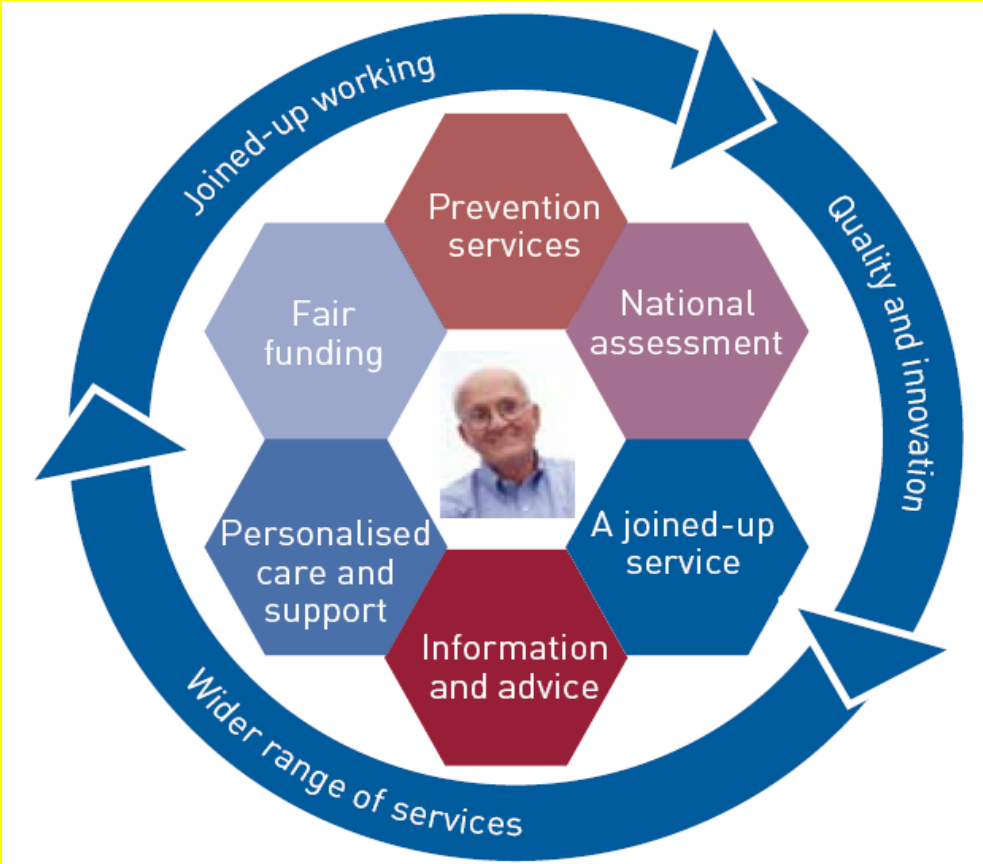 Joined-up working
Quality and innovation
Wider range of services
Prevention
services
National
assessment
A joined-up
service
Information
and advice
Personalised
care and
support
Fair
funding